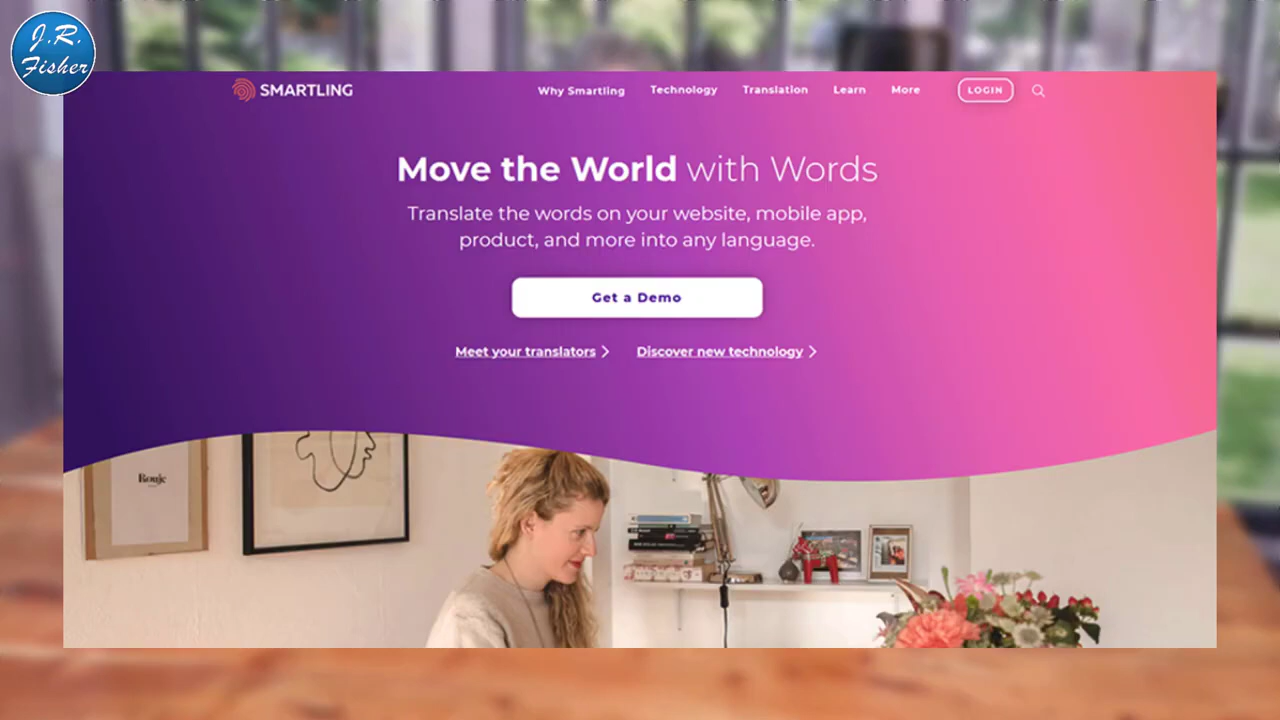 J.R.
Fisher
SMARTLING
Why Smartling
Technology
Translation
Learn
More
LOGIN
Move the World with Words
Translate the words on your website, mobile app,
product, and more into any language.
Get a Demo
Meet your translators
Discover new technology
Rouje